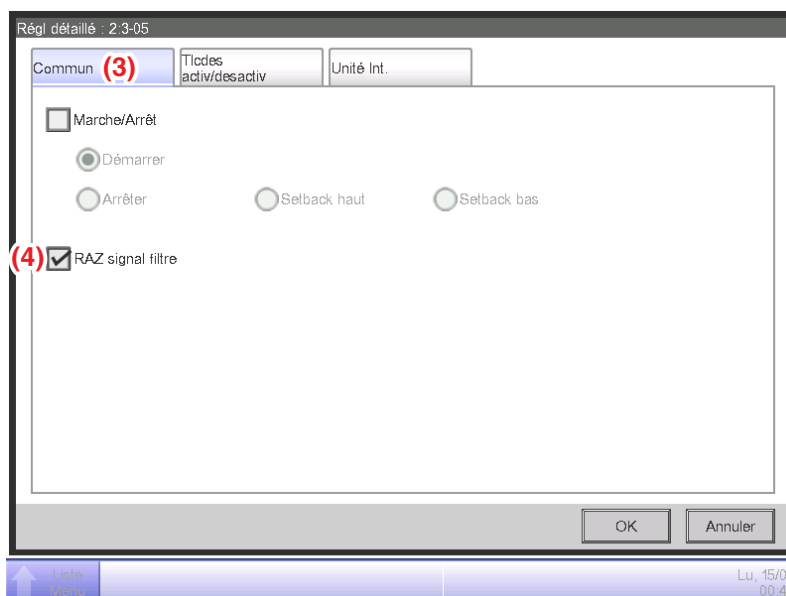 Régl détaillé : 2:3-05
Commun (3)
Tlcdes
activ/desactiv
Unité Int.
Marche/Arrêt
Démarrer
Arrêter Setback haut Setback bas
(4) RAZ signal filtre
OK Annuler
Liste
Menu
Lu, 15/0
00:4